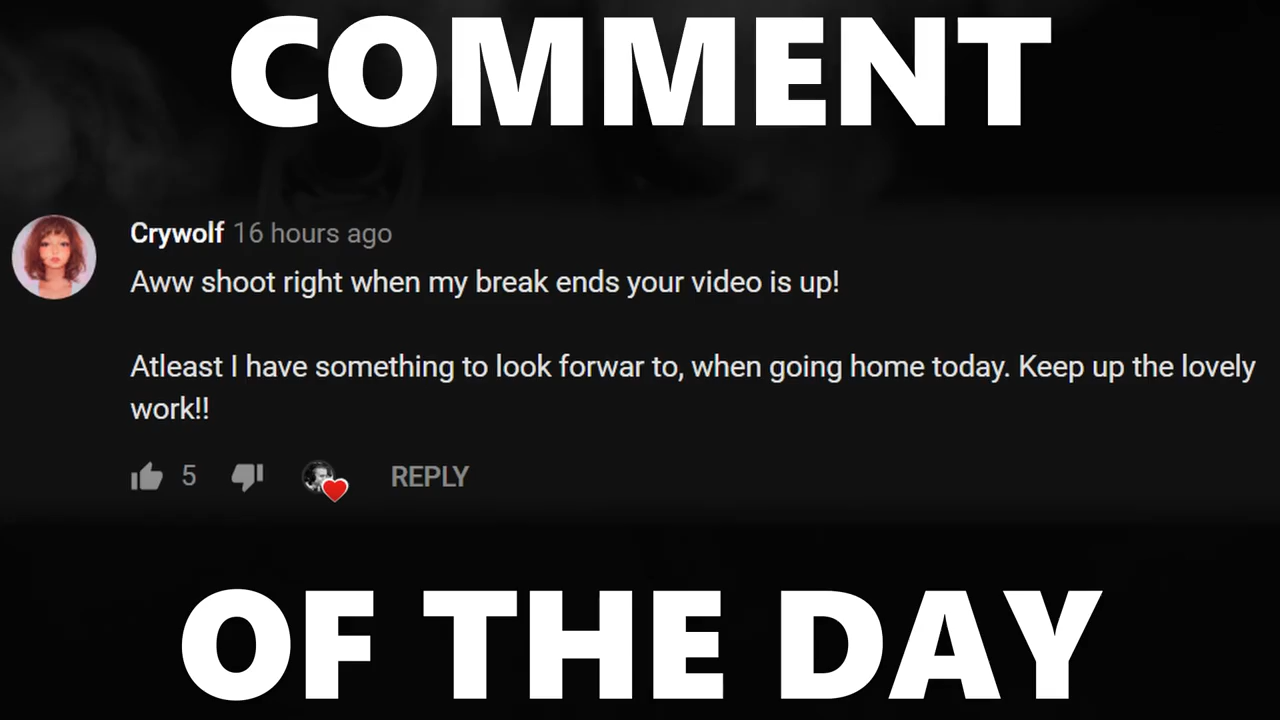 COMMENT
Crywolf 16 hours ago
Aww shoot right when my break ends your video is up!
Atleast I have something to look forwar to, when going home today. Keep up the lovely
work!!
5 REPLY
OF THE DAY